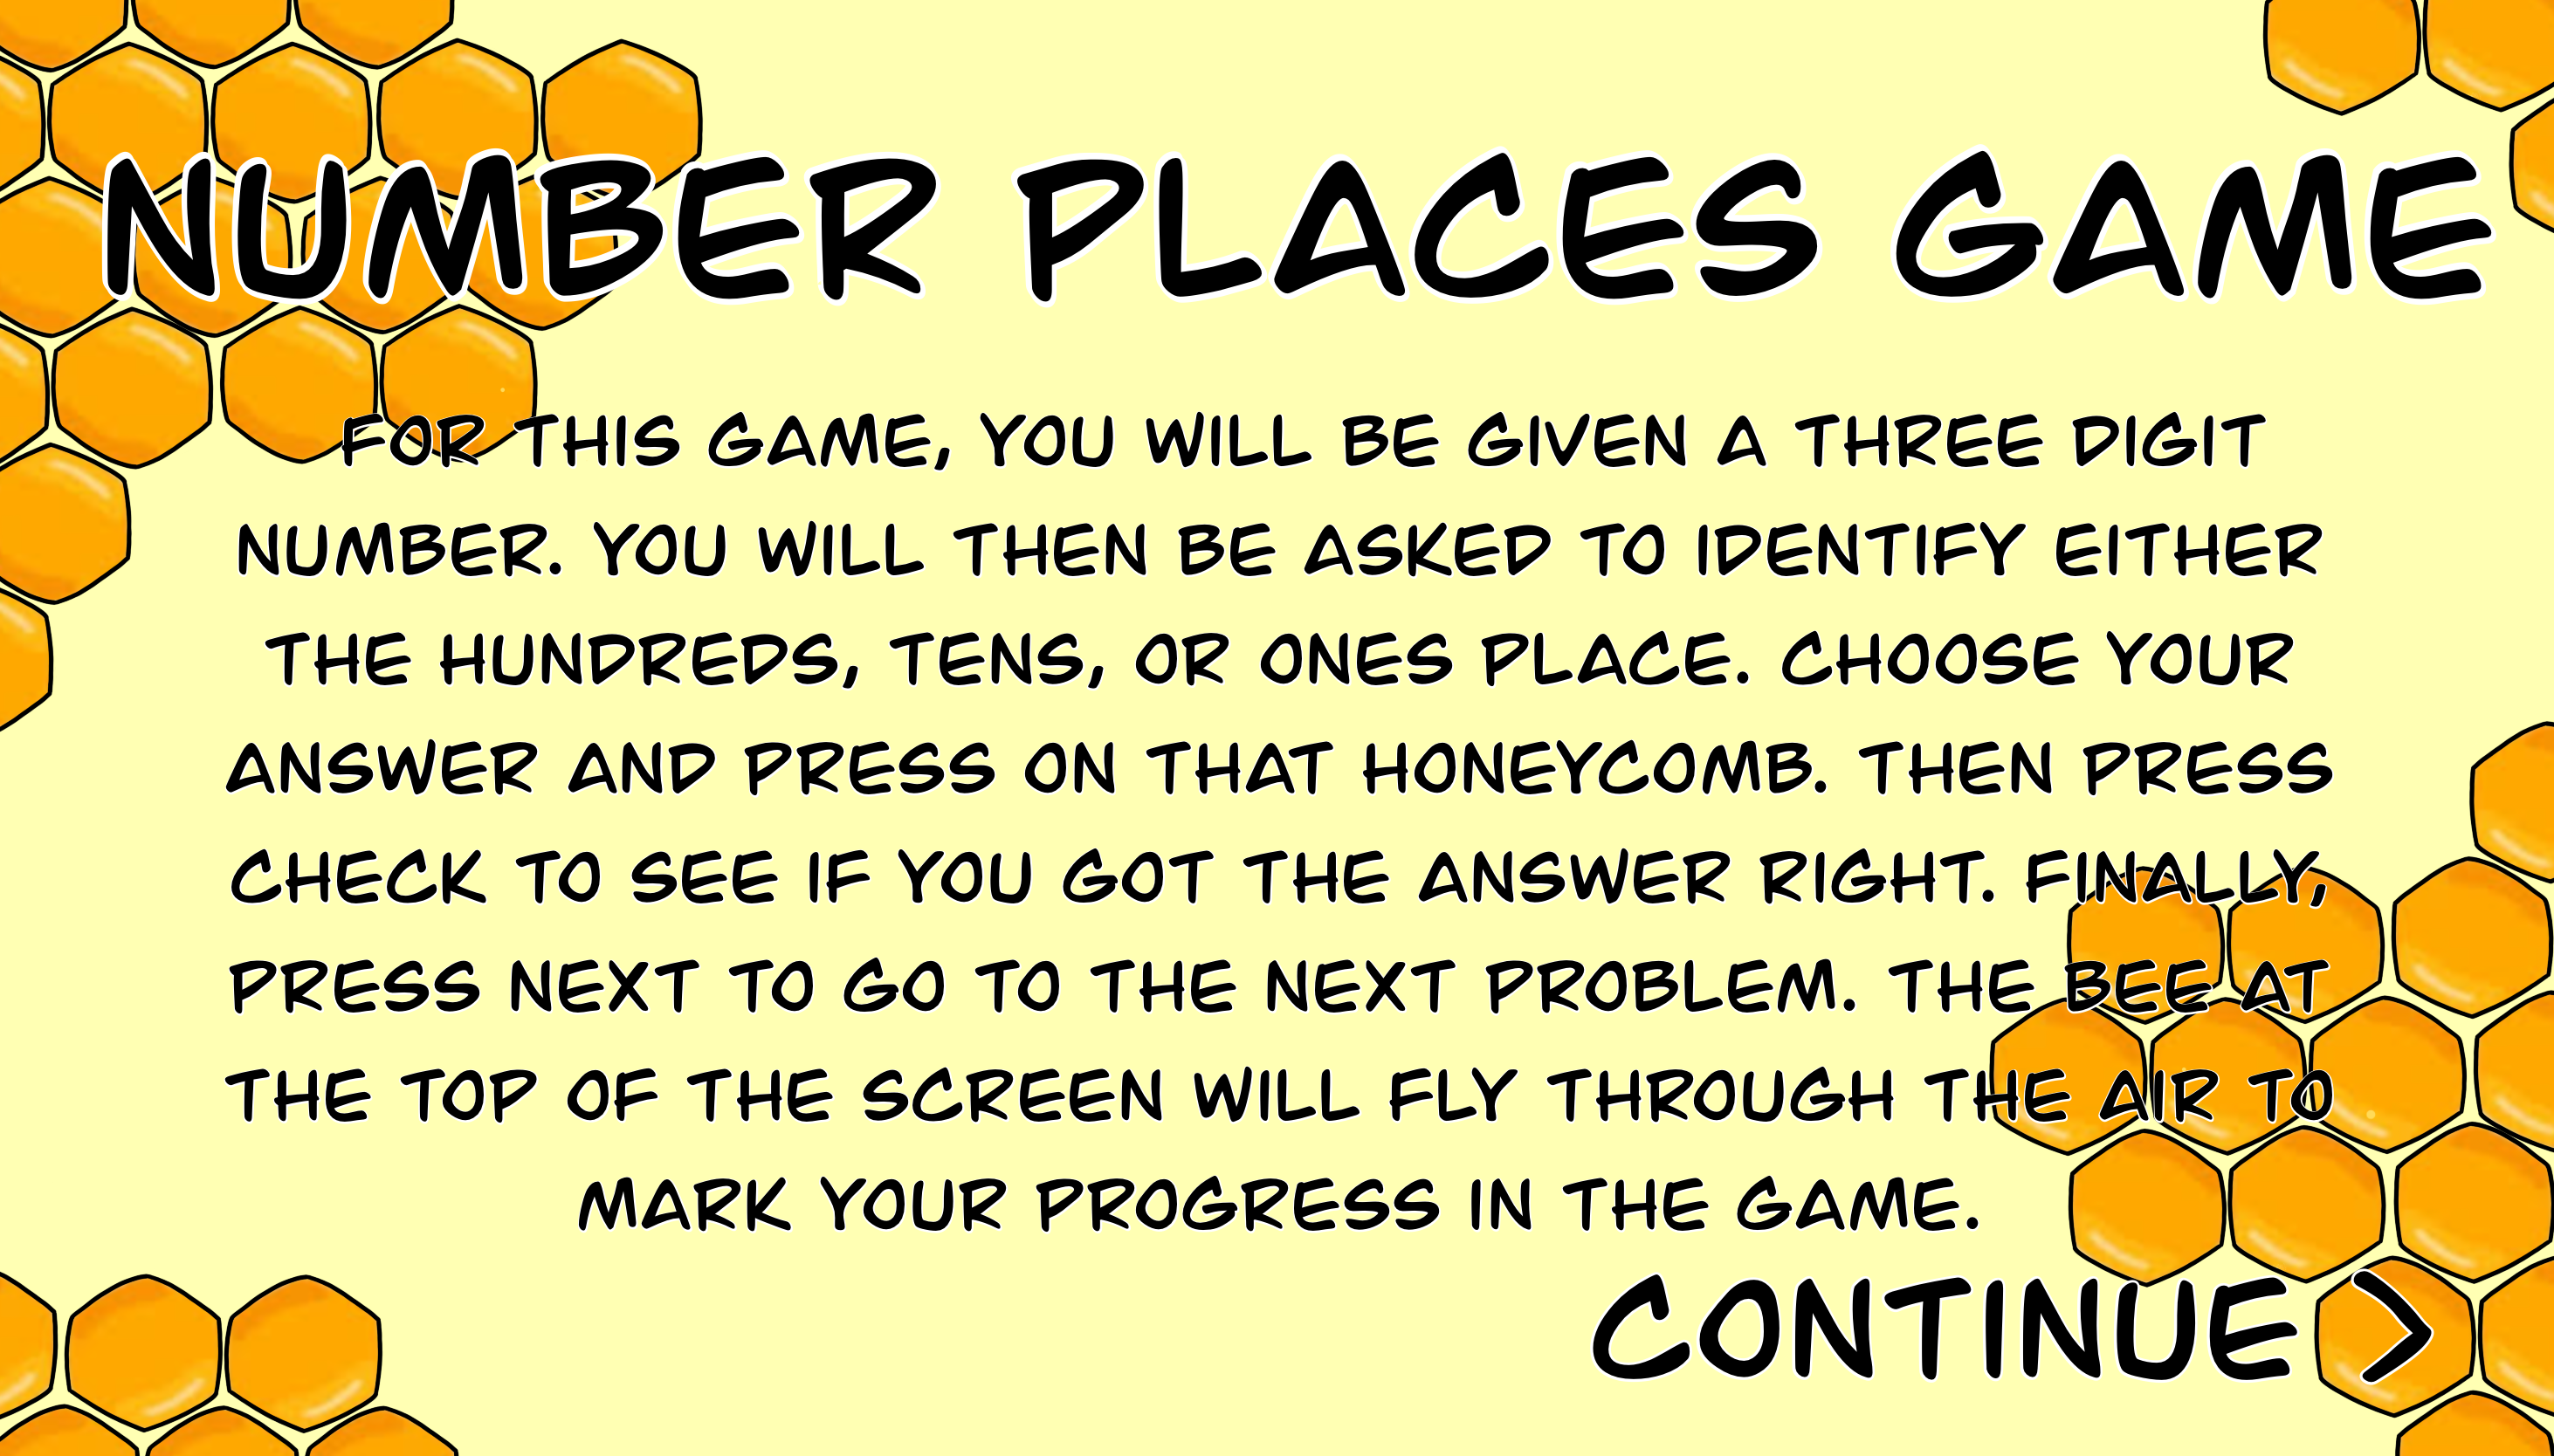 NUMBER PLACES GAME
FOR THIS GAME, YOU WILL BE GIVEN A THREE DIGIT
NUMBER. YOU WILL THEN BE ASKED TO IDENTIFY EITHER
THE HUNDREDS, TENS, OR ONES PLACE. CHOOSE YOUR
ANSWER AND PRESS ON THAT HONEYCOMB. THEN PRESS
CHECK TO SEE IF YOU GOT THE ANSWER RIGHT. FINALLY,
PRESS NEXT TO GO TO THE NEXT PROBLEM. THE BEE AT
THE TOP OF THE SCREEN WILL FLY THROUGH THE AIR TO
MARK YOUR PROGRESS IN THE GAME.
CONTINUE >